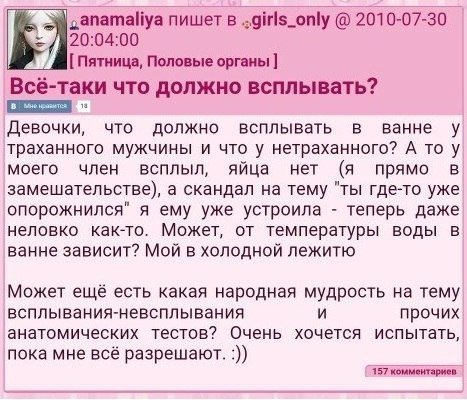 anamaliya пишет в girls_only @ 2010-07-30
20:04:00
[ Пятница, Половые органы ]
Всё-таки что должно всплывать?
В Мне нравится 18
Девочки, что должно всплывать в ванне у
траханного мужчины и что у нетраханного? А то у
моего член всплыл, яйца нет (я прямо в
замешательстве), а скандал на тему "ты где-то уже
опорожнился" я ему уже устроила - теперь даже
неловко как-то. Может, от температуры воды в
ванне зависит? Мой в холодной лежитю
Может ещё есть какая народная мудрость на тему
всплывания-невсплывания и прочих
анатомических тестов? Очень хочется испытать,
пока мне всё разрешают. :))
157 комментариев